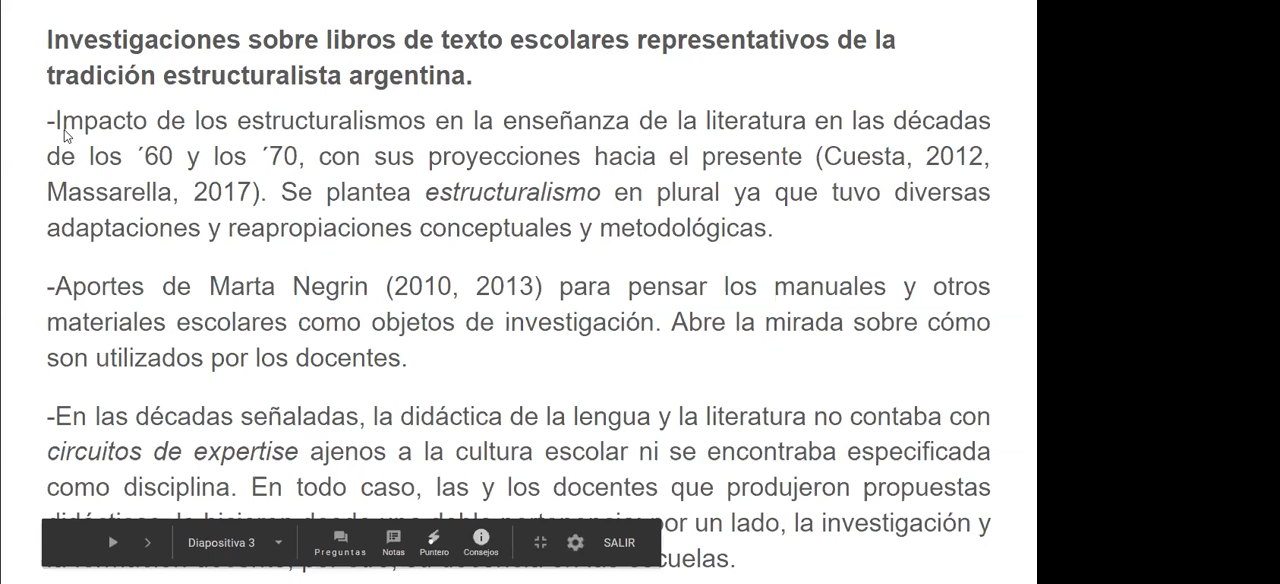 Investigaciones sobre libros de texto escolares representativos de la
tradición estructuralista argentina.
-Impacto de los estructuralismos en la enseñanza de la literatura en las décadas
de los ´60 y los ´70, con sus proyecciones hacia el presente (Cuesta, 2012,
Massarella, 2017). Se plantea estructuralismo en plural ya que tuvo diversas
adaptaciones y reapropiaciones conceptuales y metodológicas.
-Aportes de Marta Negrin (2010, 2013) para pensar los manuales y otros
materiales escolares como objetos de investigación. Abre la mirada sobre cómo
son utilizados por los docentes.
-En las décadas señaladas, la didáctica de la lengua y la literatura no contaba con
circuitos de expertise ajenos a la cultura escolar ni se encontraba especificada
como disciplina. En todo caso, las y los docentes que produjeron propuestas
por un lado, la investigación y
Diapositiva 3
Preguntas
Notas
Puntero
Consejos
SALIR